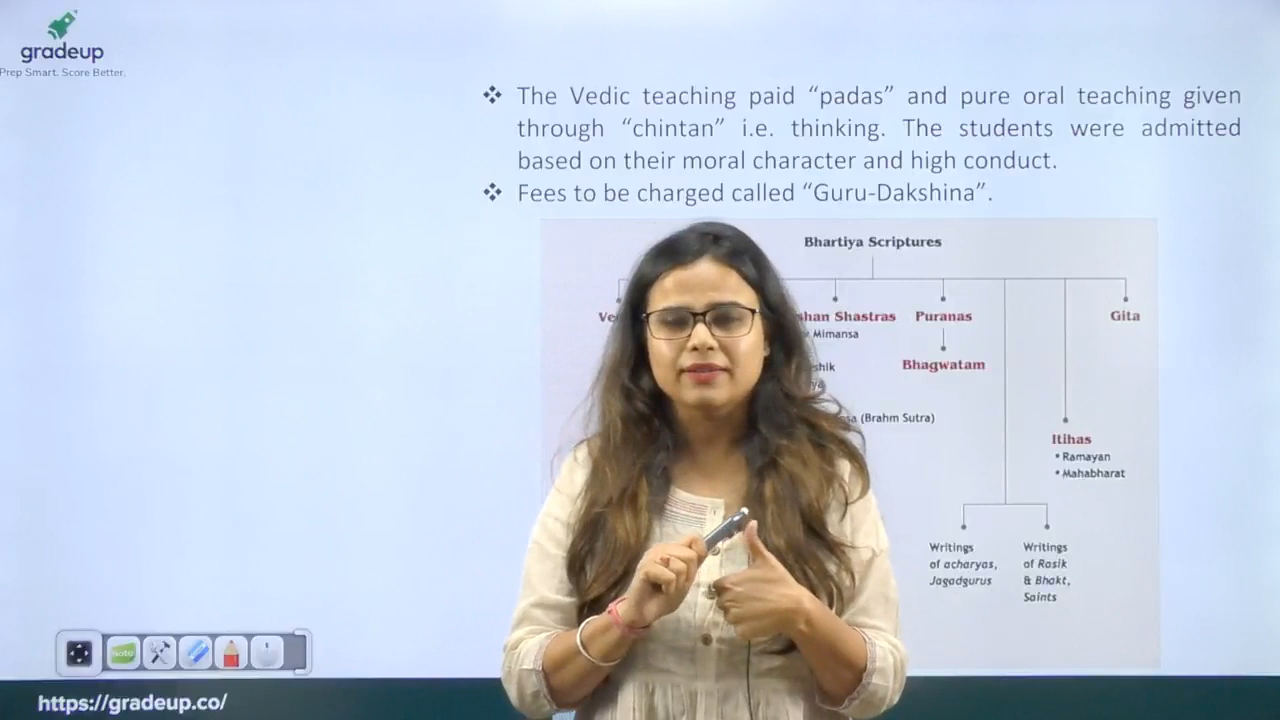 gradeup
Prep Smart. Score Better.
❖ The Vedic teaching paid “padas” and pure oral teaching given
through “chintan” i.e. thinking. The students were admitted
based on their moral character and high conduct.
❖ Fees to be charged called “Guru-Dakshina”.
Bhartiya Scriptures
Shastras
Puranas
Gita
Mimansa
Bhagwatam
(Brahm Sutra)
Itihas
• Ramayan
• Mahabharat
Writings
of acharyas,
Jagadgurus
Writings
of Rasik
& Bhakt,
Saints
note
https://gradeup.co/